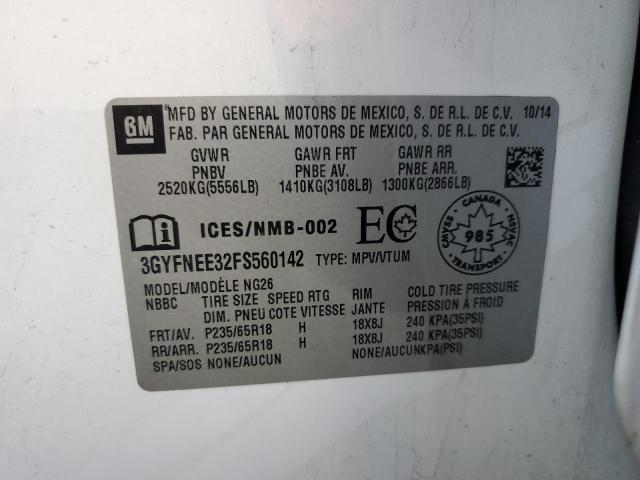 GM
MFD BY GENERAL MOTORS DE MEXICO, S. DE R.L. DE C.V. 10/14
FAB. PAR GENERAL MOTORS DE MEXICO, S. DE R.L. DE C.V.
GVWR GAWR FRT GAWR RR
PNBV PNBE AV. PNBE ARR.
2520KG(5556LB) 1410KG(3108LB) 1300KG(2866LB)
ICES/NMB-002 EC
CANADA
CMVSS NSVAC
985
TRANSPORT
3GYFNEE32FS560142 TYPE: MPV/VTUM
MODEL/MODÈLE NG26
NBBC TIRE SIZE SPEED RTG RIM COLD TIRE PRESSURE
DIM. PNEU COTE VITESSE JANTE PRESSION À FROID
FRT/AV. P235/65R18 H 18X8J 240 KPA(35PSI)
RR/ARR. P235/65R18 H 18X8J 240 KPA(35PSI)
SPA/SOS NONE/AUCUN NONE/AUCUNKPA(PSI)